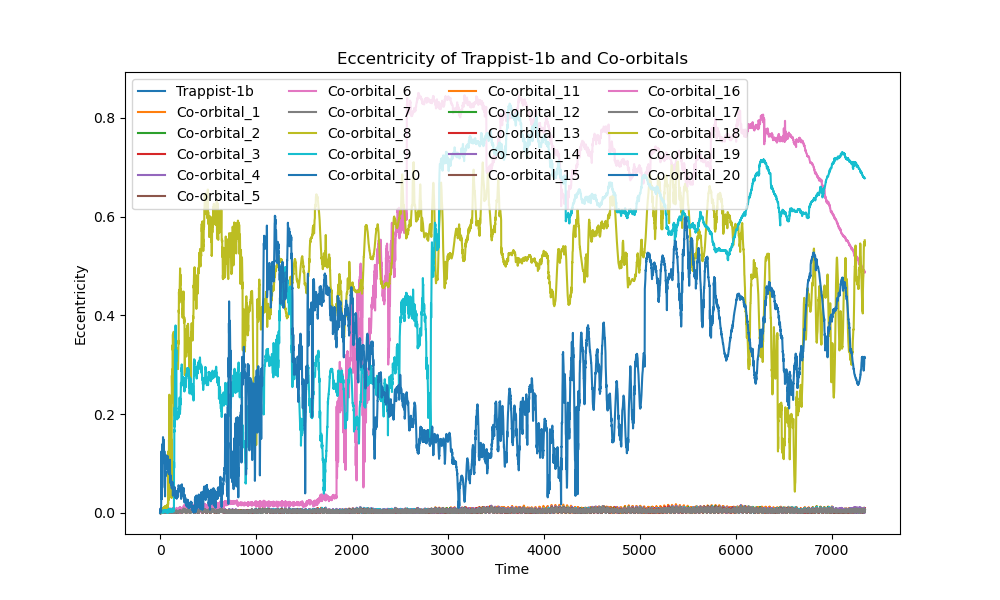 Eccentricity of Trappist-1b and Co-orbitals
Trappist-1b
Co-orbital_1
Co-orbital_2
Co-orbital_3
Co-orbital_4
Co-orbital_5
Co-orbital_6
Co-orbital_7
Co-orbital_8
Co-orbital_9
Co-orbital_10
Co-orbital_11
Co-orbital_12
Co-orbital_13
Co-orbital_14
Co-orbital_15
Co-orbital_16
Co-orbital_17
Co-orbital_18
Co-orbital_19
Co-orbital_20
Eccentricity
0.8
0.6
0.4
0.2
0.0
0 1000 2000 3000 4000 5000 6000 7000
Time